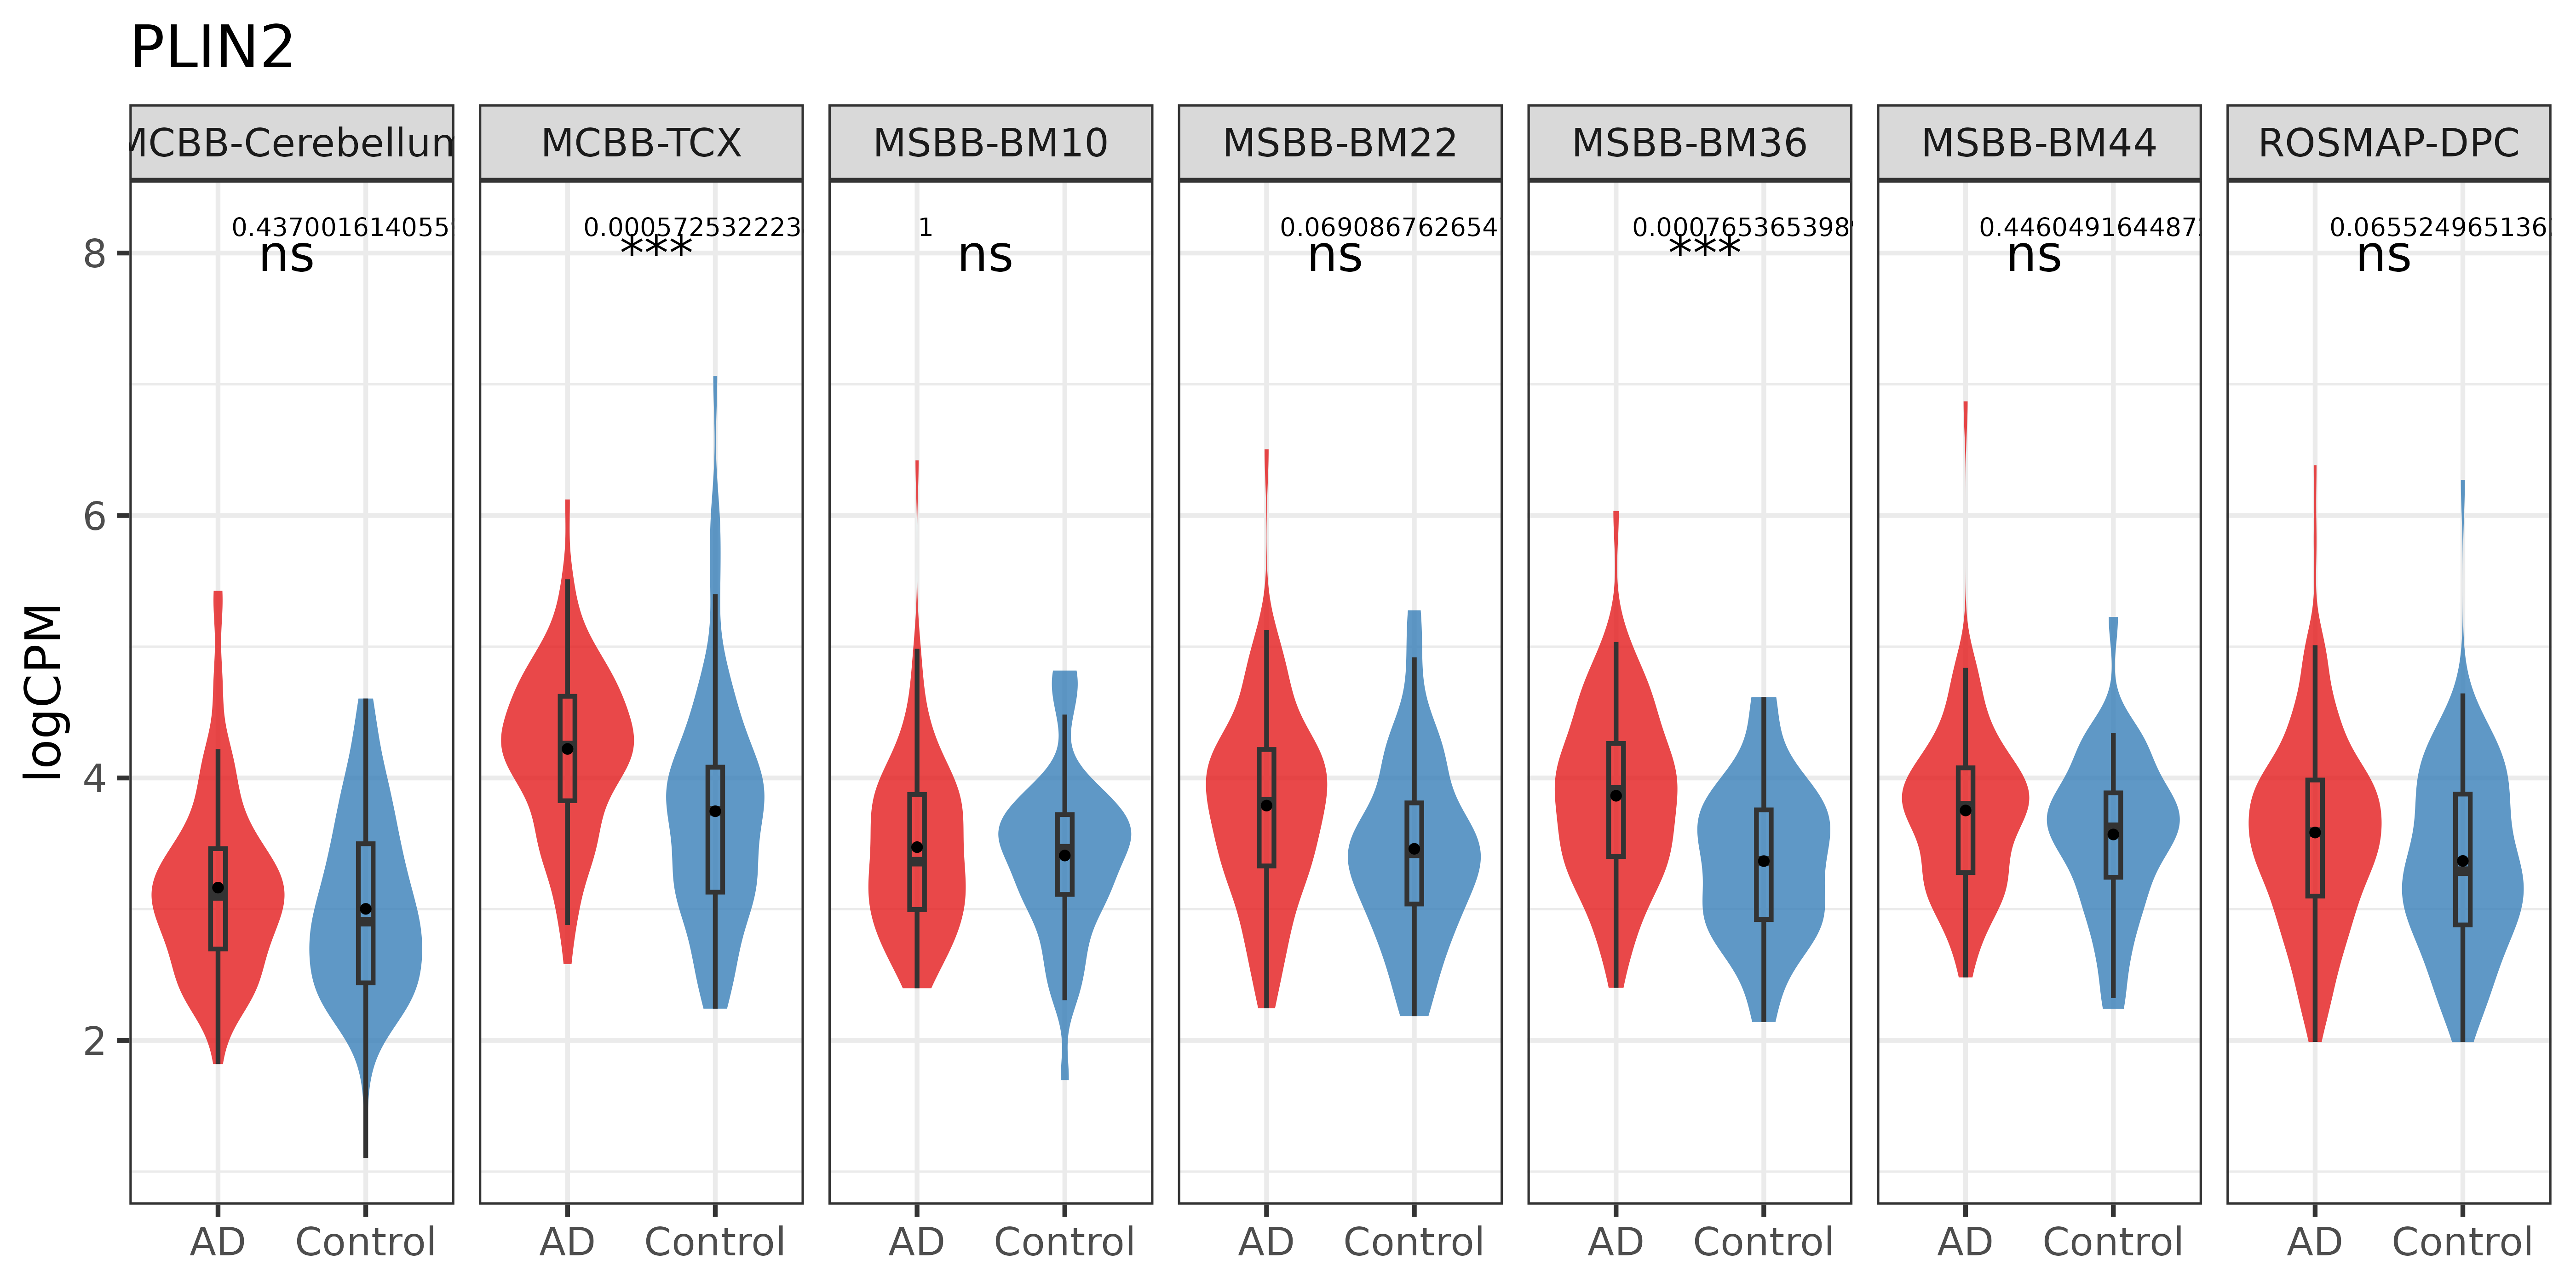 PLIN2
MCBB-Cerebellum MCBB-TCX MSBB-BM10 MSBB-BM22 MSBB-BM36 MSBB-BM44 ROSMAP-DPC
0.4370016140559 0.000572532223 1 0.069086762654 0.000765365398 0.446049164487 0.065524965136
ns *** ns ns *** ns ns
8
6
4
2
logCPM
AD Control AD Control AD Control AD Control AD Control AD Control AD Control